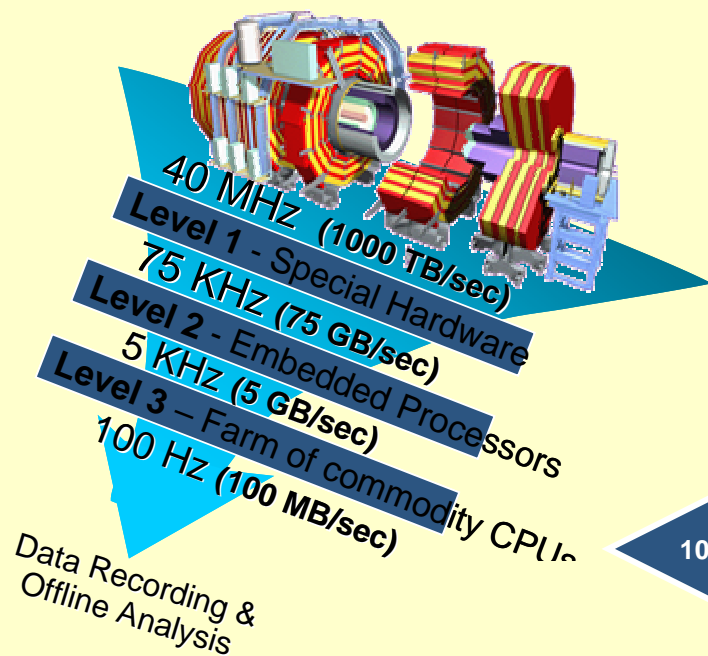 40 MHz (1000 TB/sec)
Level 1 - Special Hardware
75 KHz (75 GB/sec)
Level 2 - Embedded Processors
5 KHz (5 GB/sec)
Level 3 – Farm of commodity CPUs
100 Hz (100 MB/sec)
Data Recording &
Offline Analysis
10